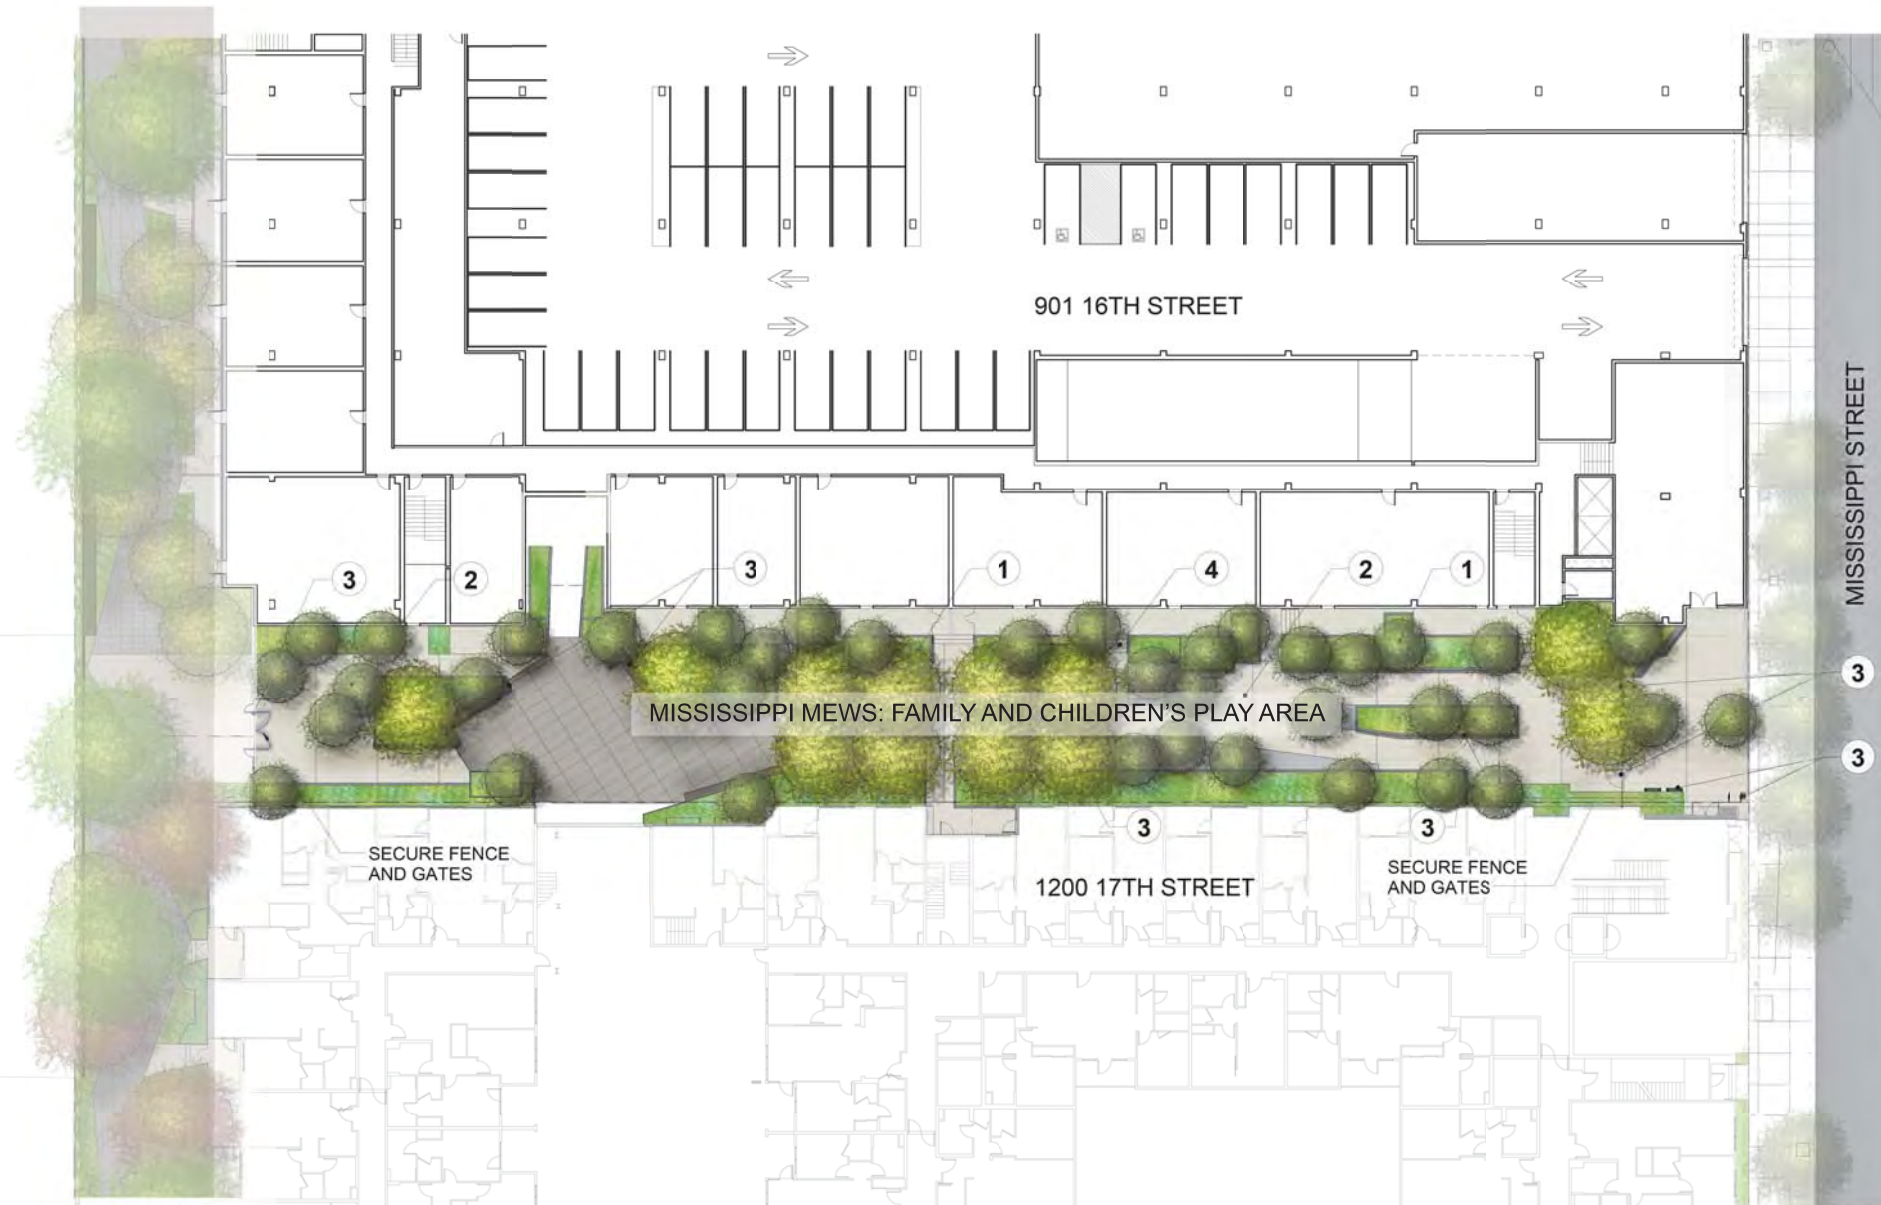 901 16TH STREET
MISSISSIPPI STREET
3
2
3
1
4
2
1
3
MISSISSIPPI MEWS: FAMILY AND CHILDREN'S PLAY AREA
3
3
3
SECURE FENCE
AND GATES
SECURE FENCE
AND GATES
1200 17TH STREET